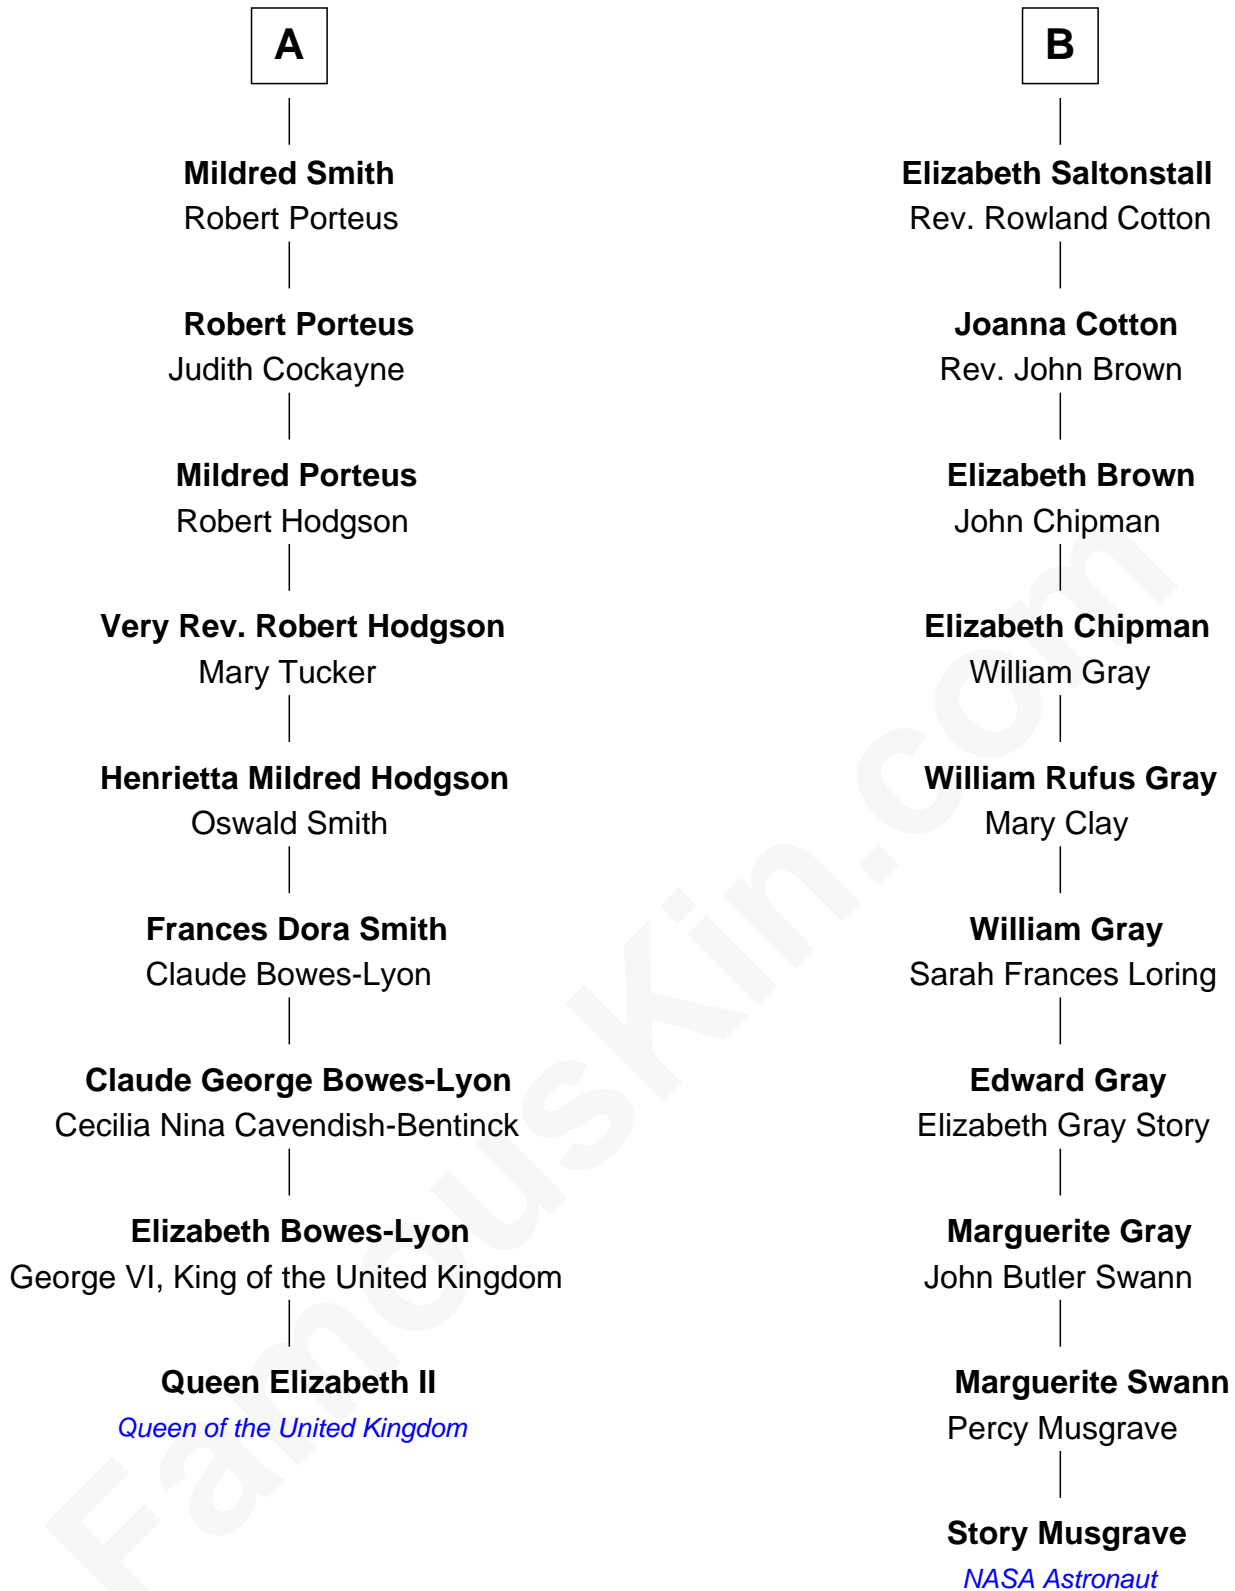 A
Mildred Smith
Robert Porteus
Robert Porteus
Judith Cockayne
Mildred Porteus
Robert Hodgson
Very Rev. Robert Hodgson
Mary Tucker
Henrietta Mildred Hodgson
Oswald Smith
Frances Dora Smith
Claude Bowes-Lyon
Claude George Bowes-Lyon
Cecilia Nina Cavendish-Bentinck
Elizabeth Bowes-Lyon
George VI, King of the United Kingdom
Queen Elizabeth II
Queen of the United Kingdom
B
Elizabeth Saltonstall
Rev. Rowland Cotton
Joanna Cotton
Rev. John Brown
Elizabeth Brown
John Chipman
Elizabeth Chipman
William Gray
William Rufus Gray
Mary Clay
William Gray
Sarah Frances Loring
Edward Gray
Elizabeth Gray Story
Marguerite Gray
John Butler Swann
Marguerite Swann
Percy Musgrave
Story Musgrave
NASA Astronaut
FamousKin.com